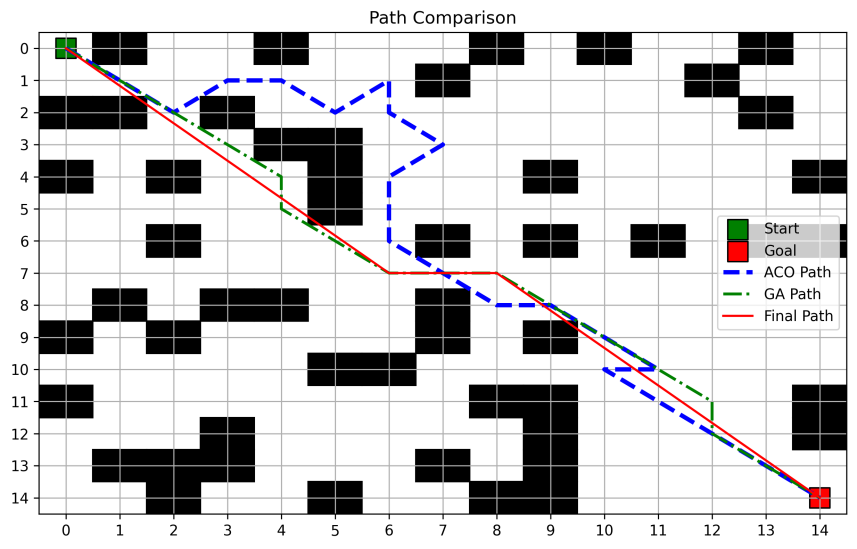 Path Comparison
0
1
2
3
4
5
6
7
8
9
10
11
12
13
14
Start
Goal
ACO Path
GA Path
Final Path
0 1 2 3 4 5 6 7 8 9 10 11 12 13 14